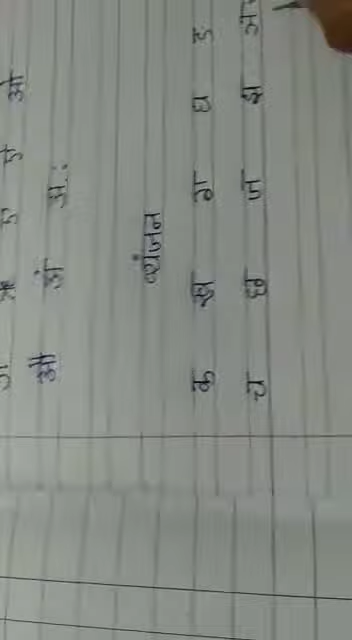 ऋ ए ऐ ओ
औ अं अः
व्यंजन
क ख ग घ ङ
च छ ज झ ञ